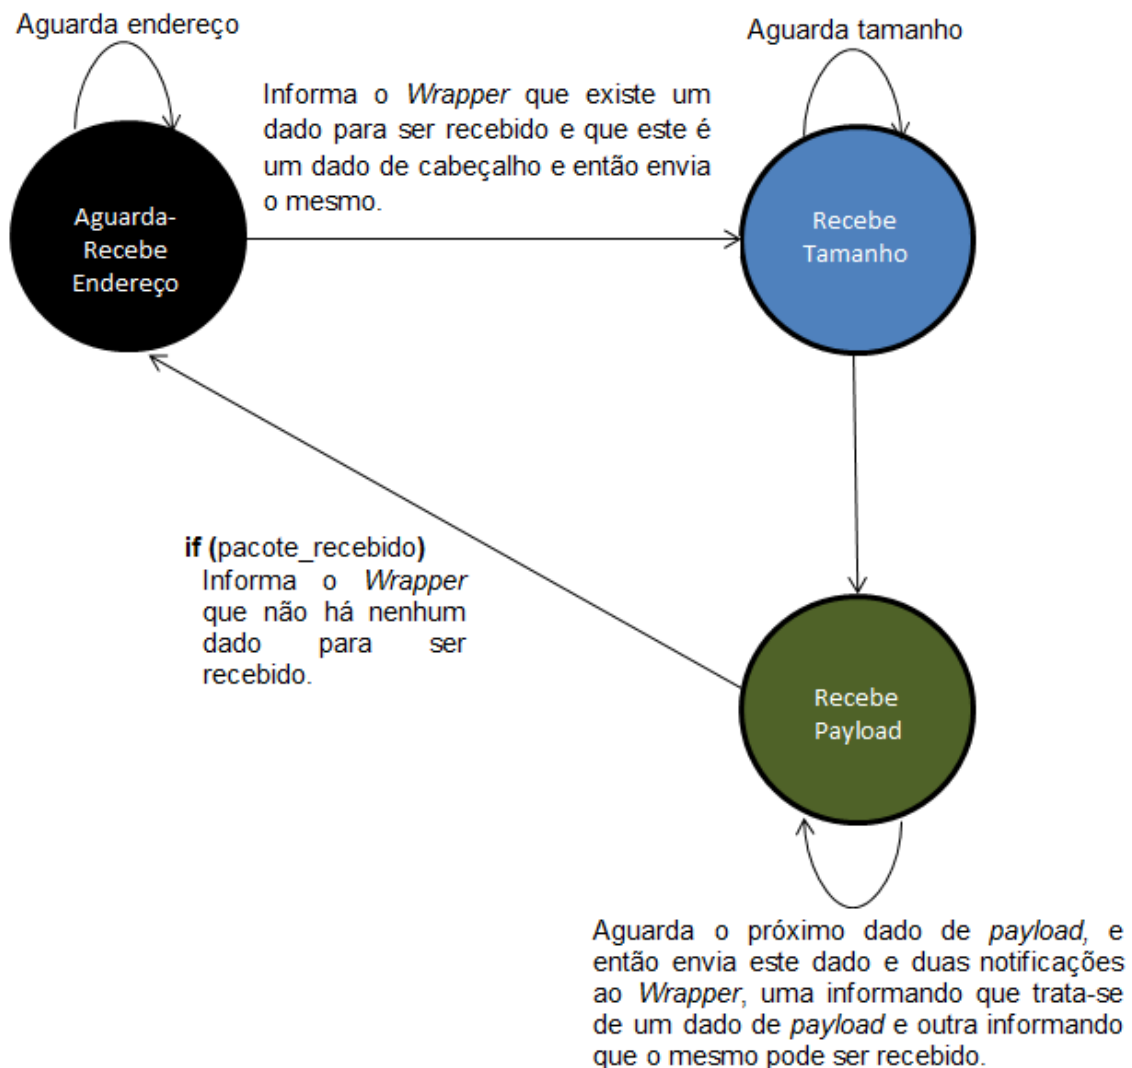 Aguarda endereço
Aguarda tamanho
Informa o Wrapper que existe um
dado para ser recebido e que este é
um dado de cabeçalho e então envia
o mesmo.
Aguarda-
Recebe
Endereço
Recebe
Tamanho
if (pacote_recebido)
Informa o Wrapper
que não há nenhum
dado para ser
recebido.
Recebe
Payload
Aguarda o próximo dado de payload, e
então envia este dado e duas notificações
ao Wrapper, uma informando que trata-se
de um dado de payload e outra informando
que o mesmo pode ser recebido.